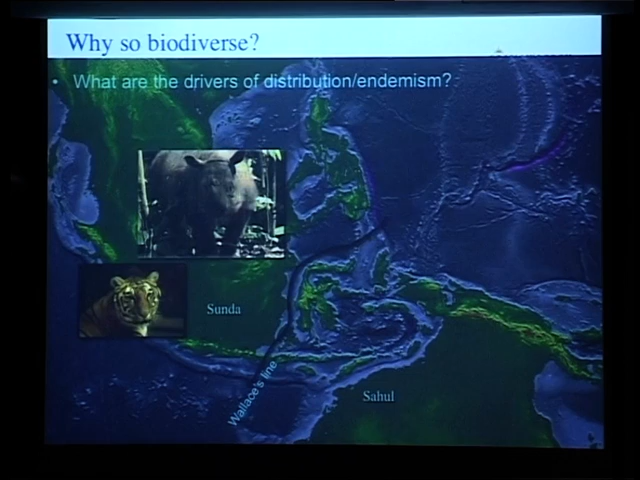 Why so biodiverse?
• What are the drivers of distribution/endemism?
Sunda
Wallace's line
Sahul